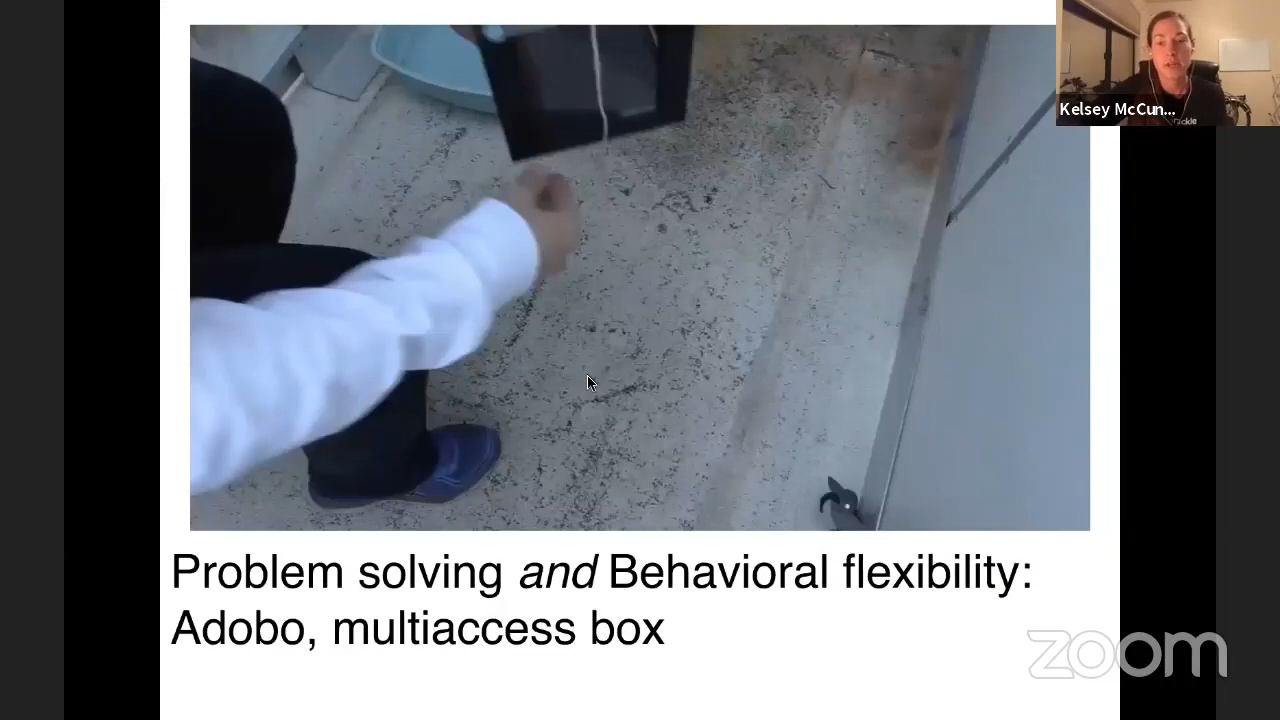 Kelsey McCun...
Problem solving and Behavioral flexibility:
Adobo, multiaccess box
zoom